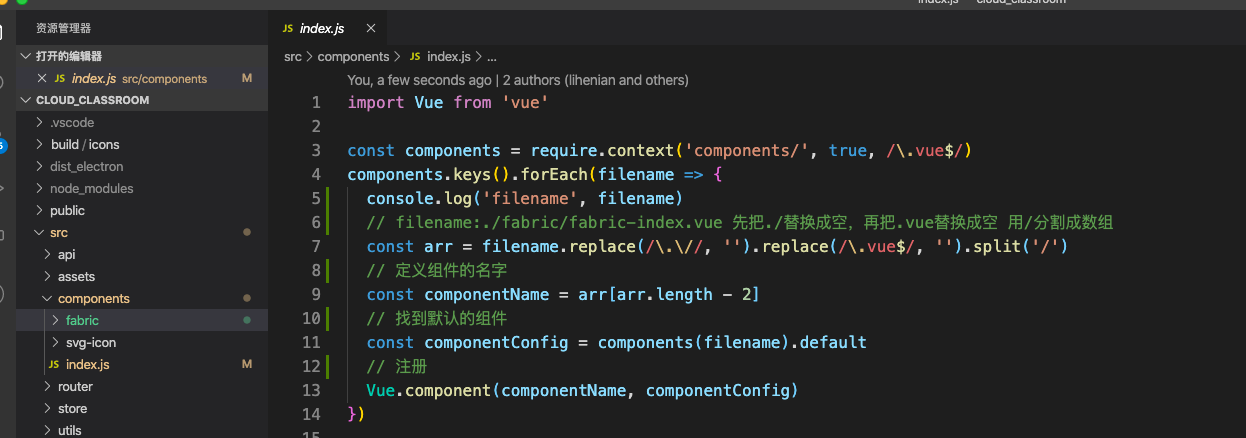 index.js — cloud_classroom
资源管理器
打开的编辑器
JS index.js src/components M
CLOUD_CLASSROOM
.vscode
build / icons
dist_electron
node_modules
public
src
api
assets
components
fabric
svg-icon
JS index.js M
router
store
utils
JS index.js
src > components > JS index.js > ...
You, a few seconds ago | 2 authors (lihenian and others)
1 import Vue from 'vue'
2
3 const components = require.context('components/', true, /\.vue$/)
4 components.keys().forEach(filename => {
5 console.log('filename', filename)
6 // filename:./fabric/fabric-index.vue 先把./替换成空，再把.vue替换成空 用/分割成数组
7 const arr = filename.replace(/\.\//, '').replace(/\.vue$/, '').split('/')
8 // 定义组件的名字
9 const componentName = arr[arr.length - 2]
10 // 找到默认的组件
11 const componentConfig = components(filename).default
12 // 注册
13 Vue.component(componentName, componentConfig)
14 })
15